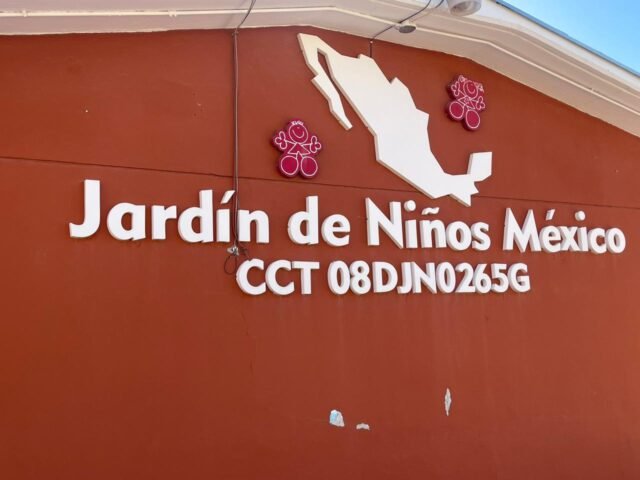 Jardín de Niños México
CCT 08DJN0265G